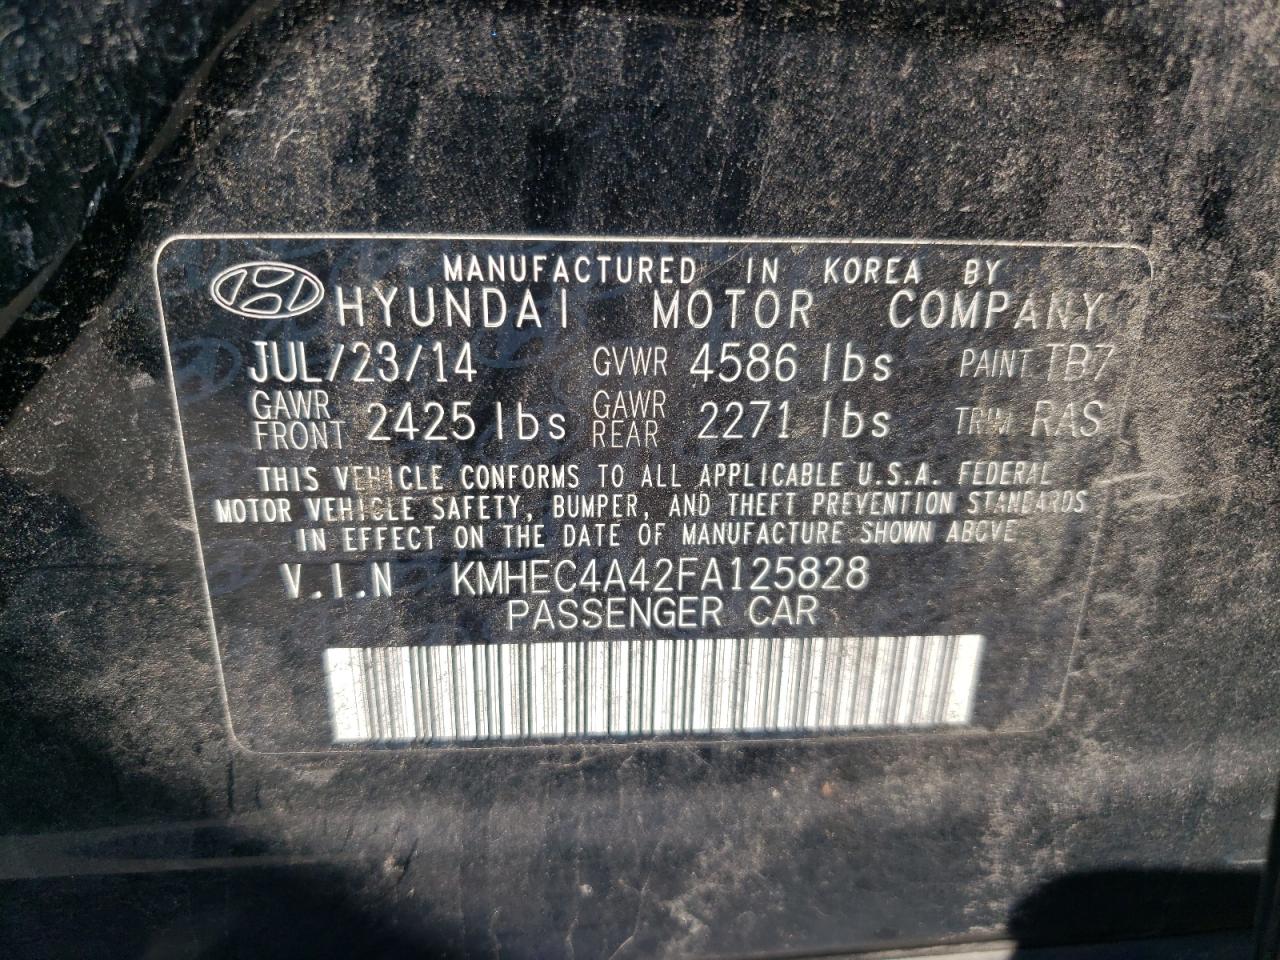 MANUFACTURED IN KOREA BY
HYUNDAI MOTOR COMPANY
JUL/23/14 GVWR 4586 lbs PAINT TB7
GAWR FRONT 2425 lbs GAWR REAR 2271 lbs TRIM RAS
THIS VEHICLE CONFORMS TO ALL APPLICABLE U.S.A. FEDERAL
MOTOR VEHICLE SAFETY, BUMPER, AND THEFT PREVENTION STANDARDS
IN EFFECT ON THE DATE OF MANUFACTURE SHOWN ABOVE
V.I.N KMHEC4A42FA125828
PASSENGER CAR